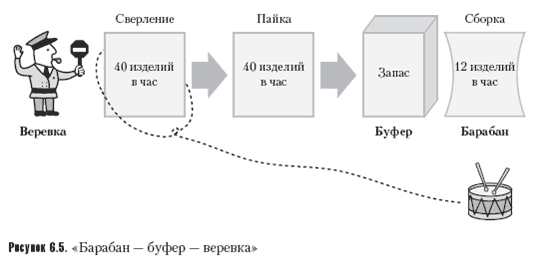 Сверление
Пайка
Сборка
40 изделий
в час
40 изделий
в час
Запас
12 изделий
в час
Веревка
Буфер
Барабан
Рисунок 6.5. «Барабан — буфер — веревка»